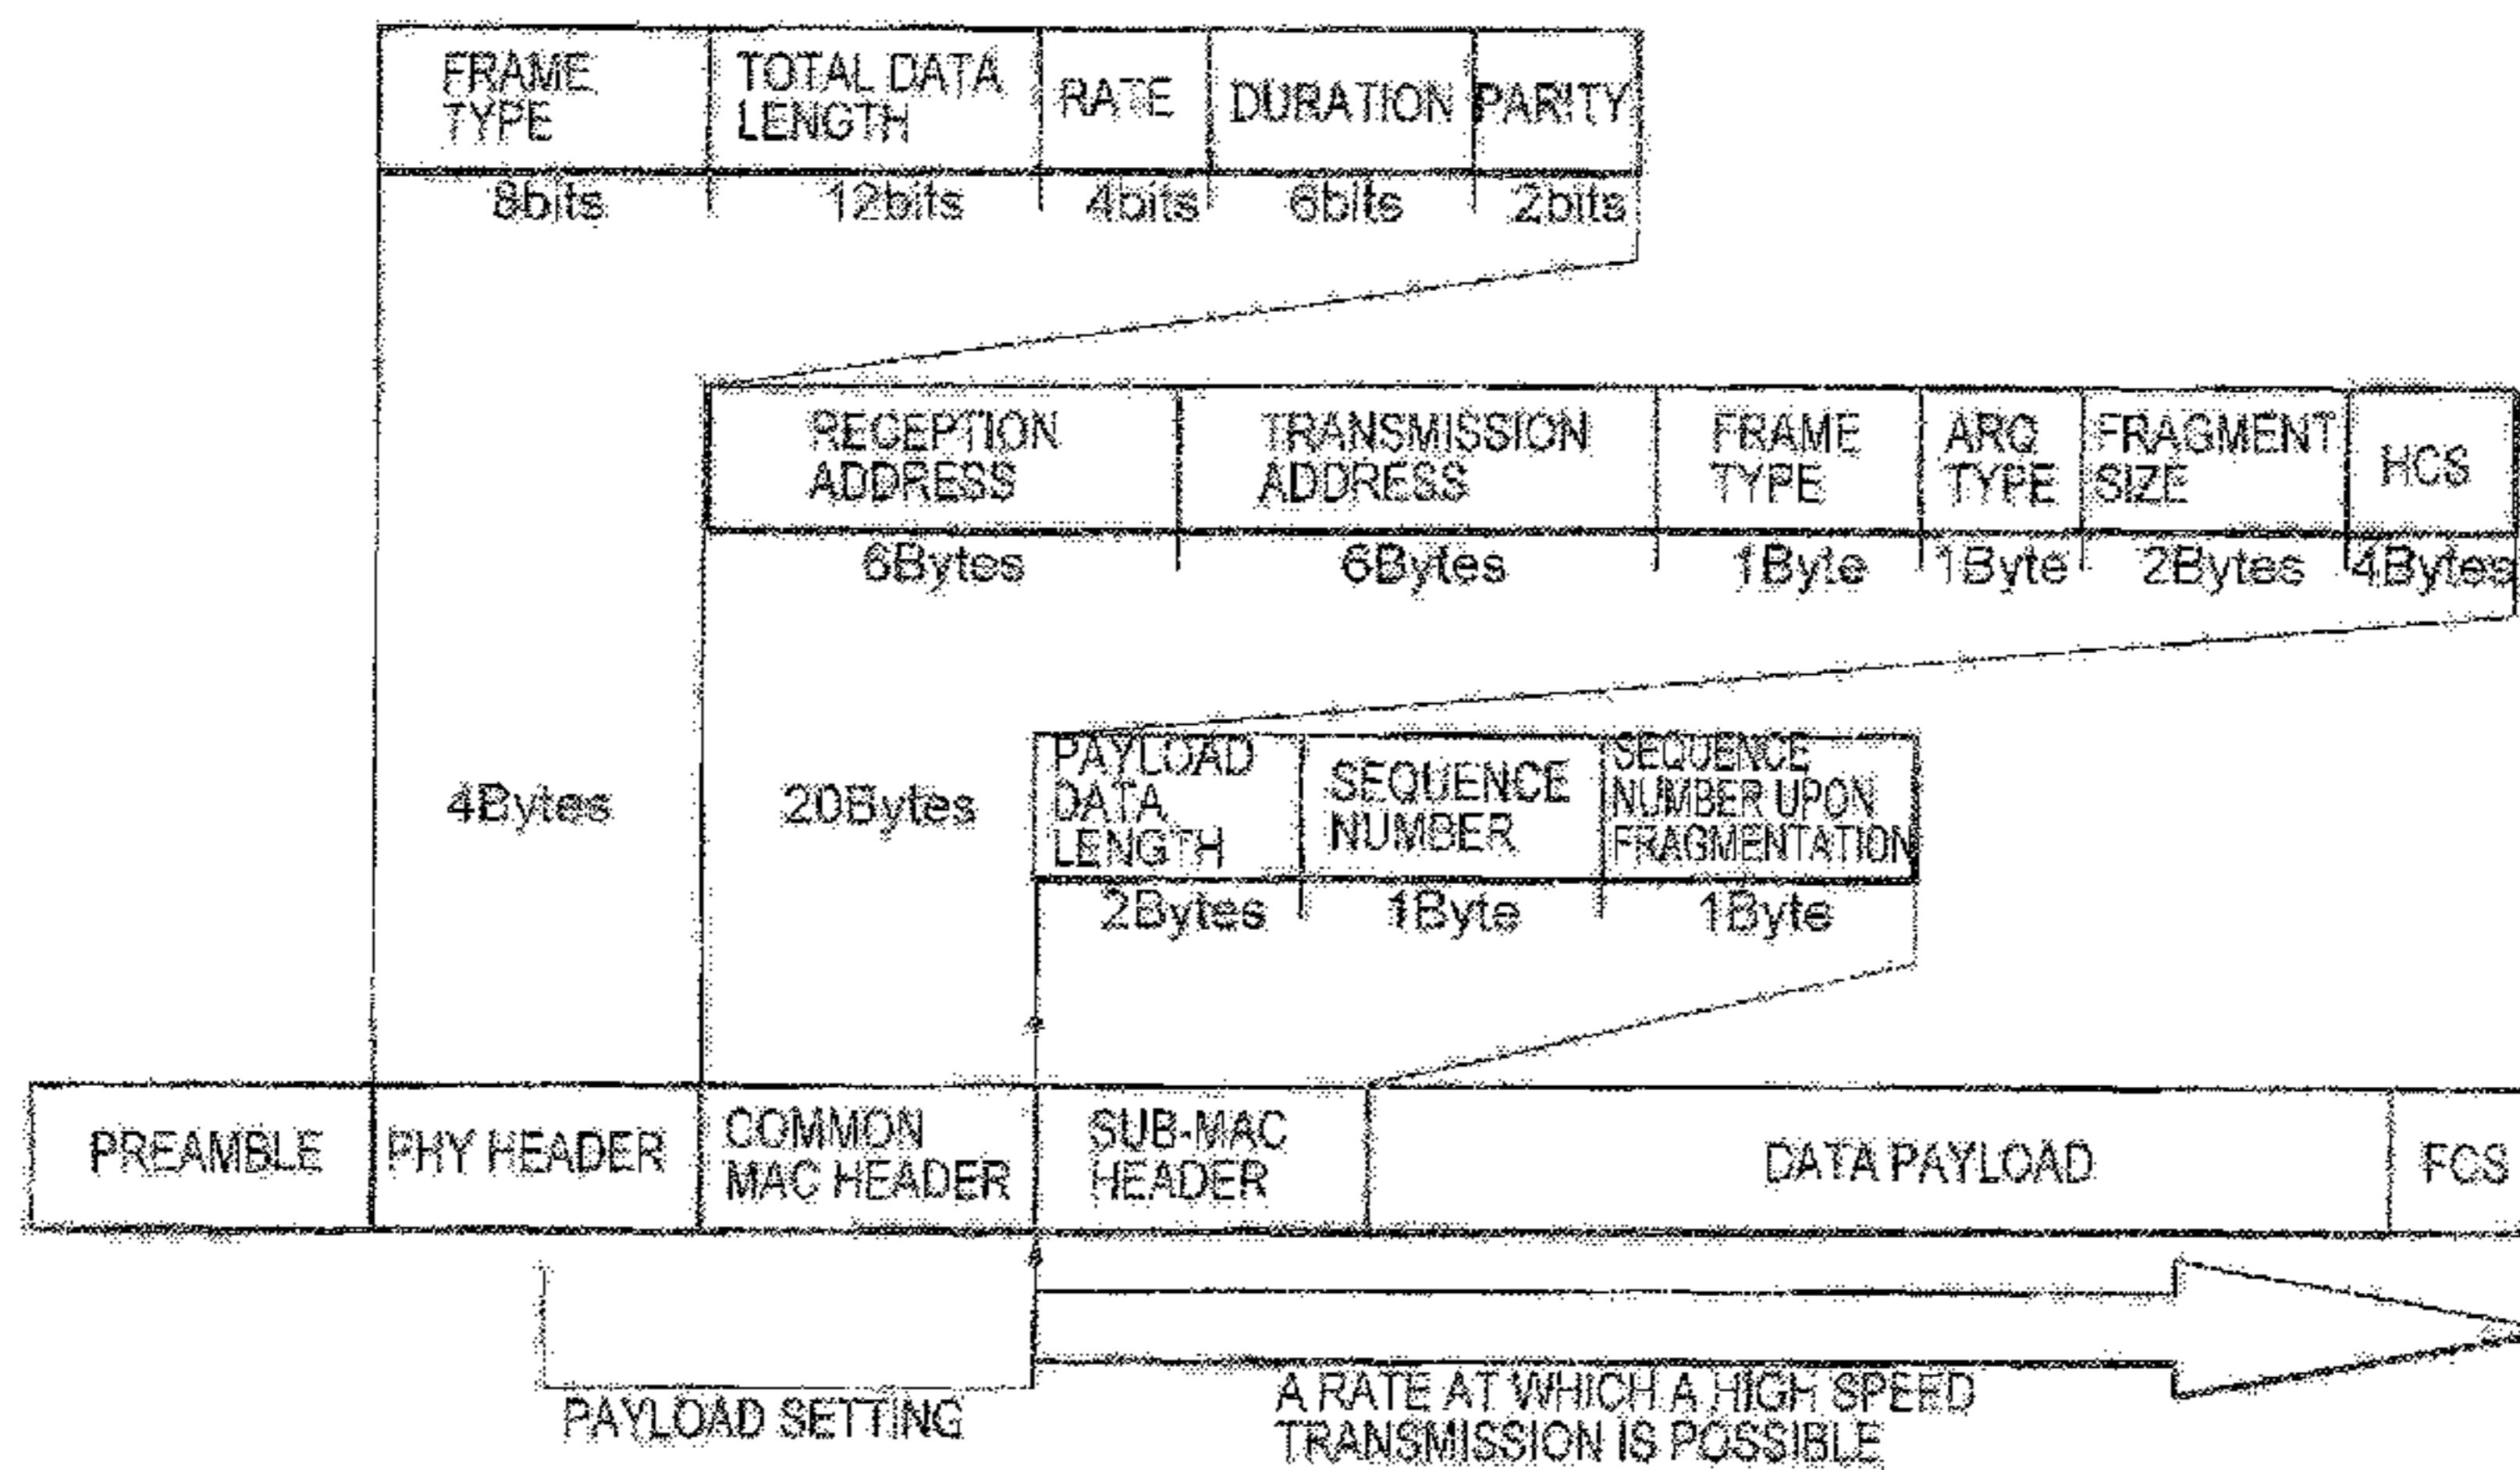 FRAME TYPE
TOTAL DATA LENGTH
RATE
DURATION
PARITY
8bits
12bits
4bits
6bits
2bits
RECEPTION ADDRESS
TRANSMISSION ADDRESS
FRAME TYPE
ARQ TYPE
FRAGMENT SIZE
HCS
6Bytes
6Bytes
1Byte
1Byte
2Bytes
4Bytes
4Bytes
20Bytes
PAYLOAD DATA LENGTH
SEQUENCE NUMBER
SEQUENCE NUMBER UPON FRAGMENTATION
2Bytes
1Byte
1Byte
PREAMBLE
PHY HEADER
COMMON MAC HEADER
SUB-MAC HEADER
DATA PAYLOAD
FCS
PAYLOAD SETTING
A RATE AT WHICH A HIGH SPEED
TRANSMISSION IS POSSIBLE